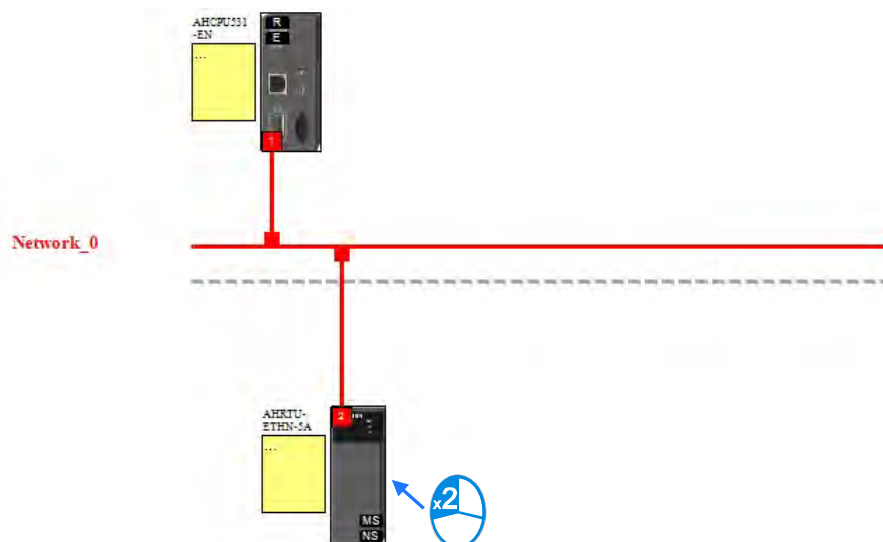 AHCPU531
-EN
R
E
...
1
Network_0
AHRTU-
ETHN-5A
2
...
x2
MS
NS